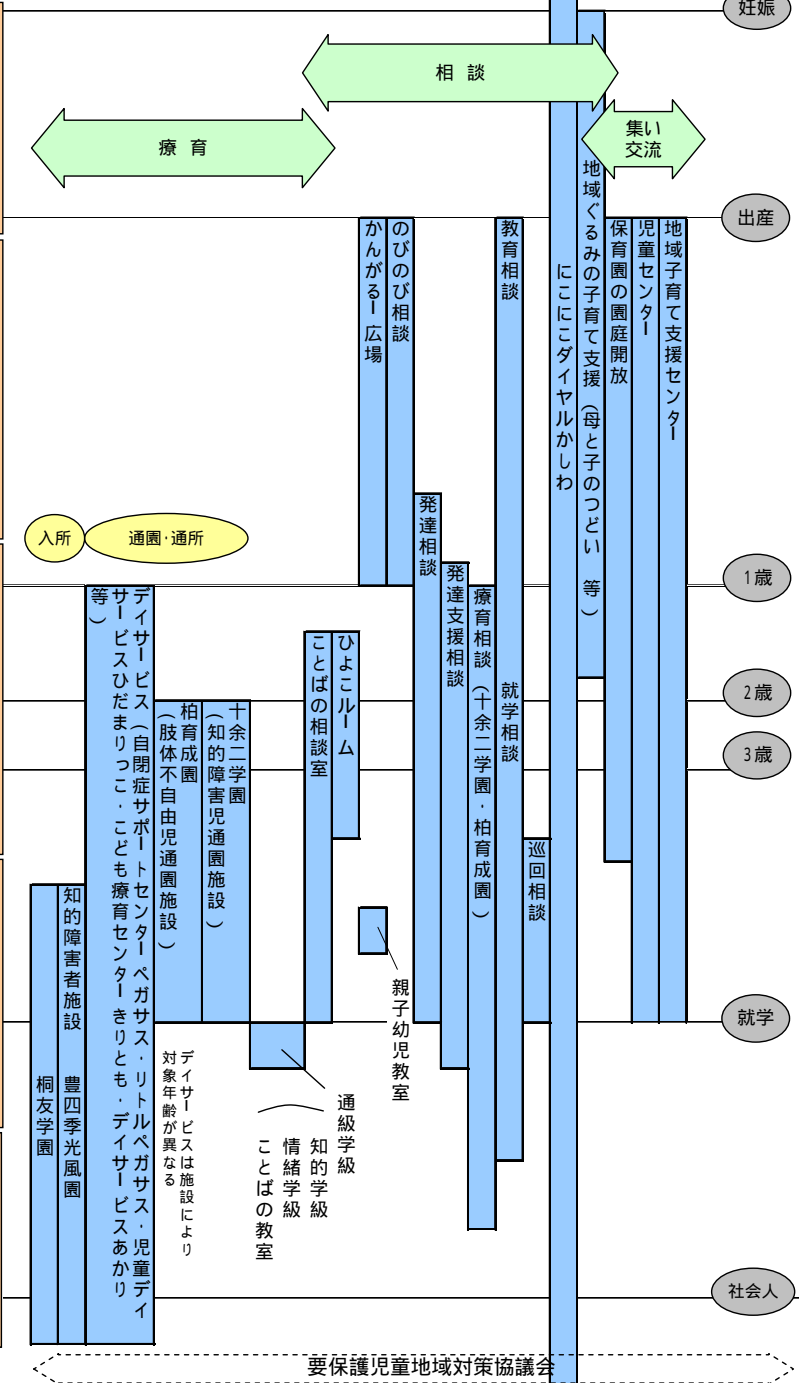 妊娠
相 談
療 育
集い
交流
出産
地域子育て支援センター
児童センター
保育園の園庭開放
地域ぐるみの子育て支援（母と子のつどい 等）
にこにこダイヤルかしわ
教育相談
就学相談
のびのび相談
かんがるー広場
入所
通園・通所
発達相談
発達支援相談
療育相談（十余二学園・柏育成園）
巡回相談
1歳
2歳
3歳
ひよこルーム
ことばの相談室
十余二学園
（知的障害児通園施設）
柏育成園
（肢体不自由児通園施設）
デイサービス（自閉症サポートセンターペガサス・リトルペガサス・児童デイ
サービスひだまりっこ・こども療育センターきりとも・デイサービスあかり
等）
知的障害者施設 豊四季光風園
桐友学園
親子幼児教室
就学
デイサービスは施設により
対象年齢が異なる
通級学級
知的学級
情緒学級
ことばの教室
社会人
要保護児童地域対策協議会